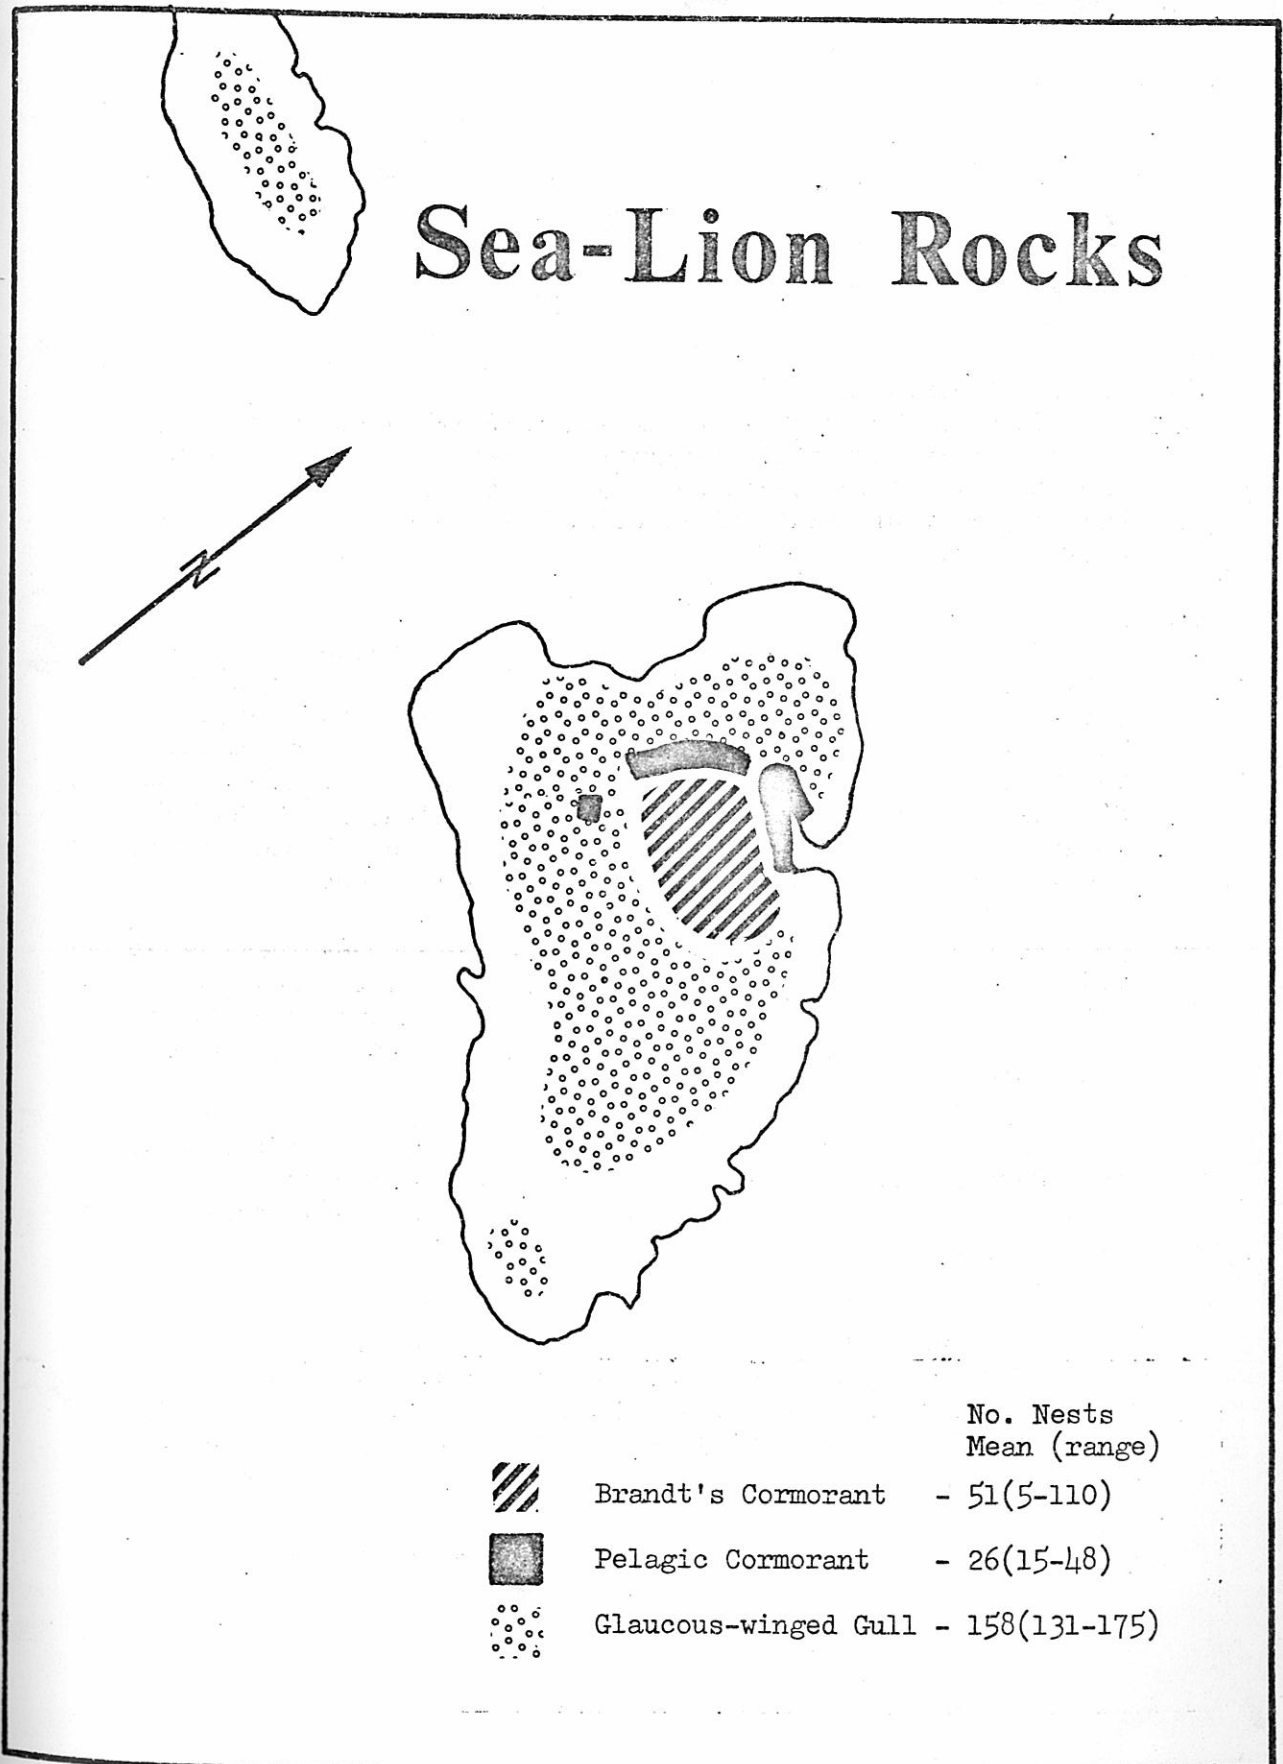 Sea-Lion Rocks
N
No. Nests
Mean (range)
Brandt's Cormorant - 51(5-110)
Pelagic Cormorant - 26(15-48)
Glaucous-winged Gull - 158(131-175)